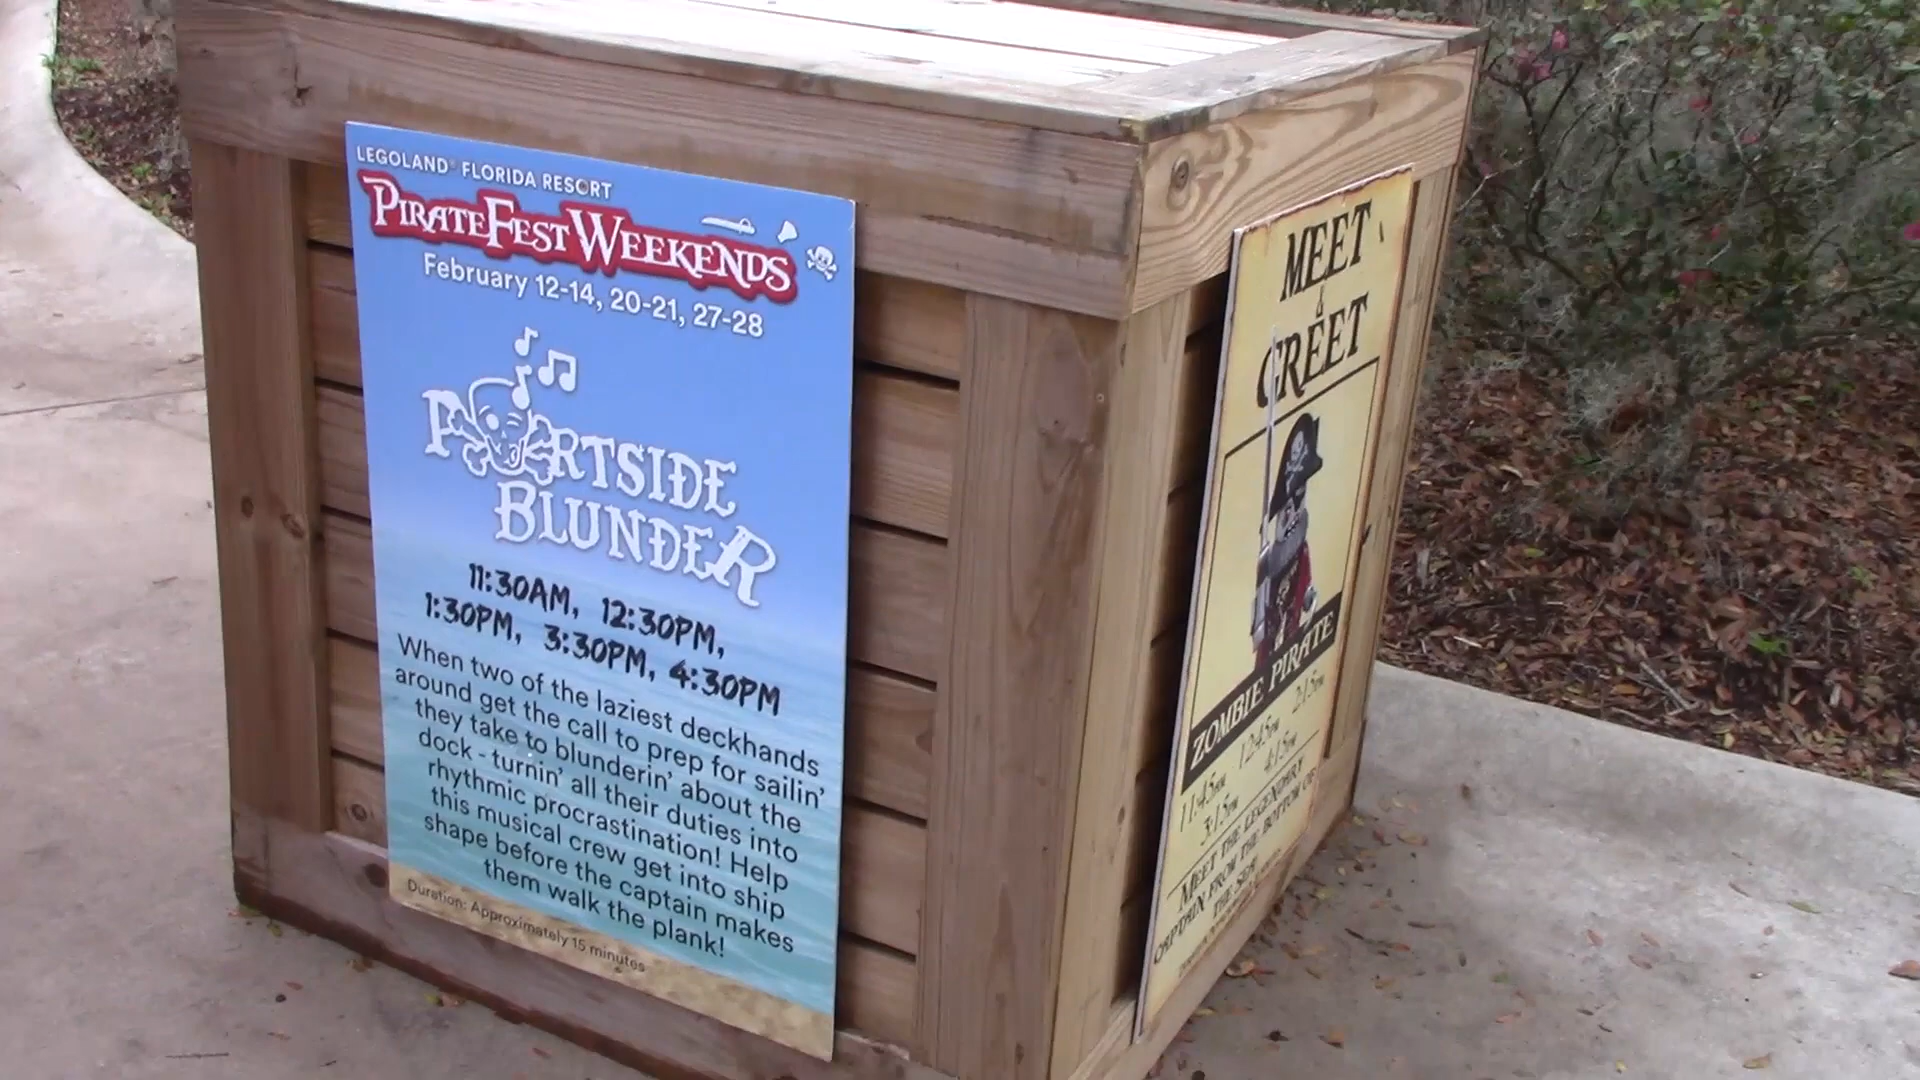 LEGOLAND® FLORIDA RESORT
PIRATEFEST WEEKENDS
February 12-14, 20-21, 27-28
PORTSIDE
BLUNDER
11:30AM, 12:30PM,
1:30PM, 3:30PM, 4:30PM
When two of the laziest deckhands
around get the call to prep for sailin'
they take to blunderin' about the
dock - turnin' all their duties into
rhythmic procrastination! Help
this musical crew get into ship
shape before the captain makes
them walk the plank!
Duration: Approximately 15 minutes
MEET
&
GREET
ZOMBIE PIRATE
11:45AM 12:45PM 2:15PM
3:15PM 4:15PM
MEET THE LEGENDARY
CAPTAIN FROM THE BOTTOM OF
THE SEA!